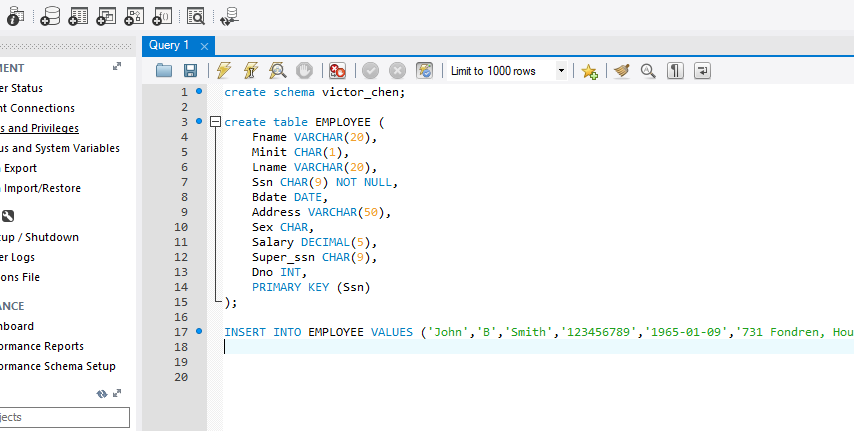 Query 1
Limit to 1000 rows
MENT
er Status
nt Connections
s and Privileges
us and System Variables
Export
Import/Restore
tup / Shutdown
er Logs
ons File
ANCE
hboard
ormance Reports
ormance Schema Setup
jects
1 create schema victor_chen;
2
3 create table EMPLOYEE (
4 Fname VARCHAR(20),
5 Minit CHAR(1),
6 Lname VARCHAR(20),
7 Ssn CHAR(9) NOT NULL,
8 Bdate DATE,
9 Address VARCHAR(50),
10 Sex CHAR,
11 Salary DECIMAL(5),
12 Super_ssn CHAR(9),
13 Dno INT,
14 PRIMARY KEY (Ssn)
15 );
16
17 INSERT INTO EMPLOYEE VALUES ('John','B','Smith','123456789','1965-01-09','731 Fondren, Hou
18
19
20